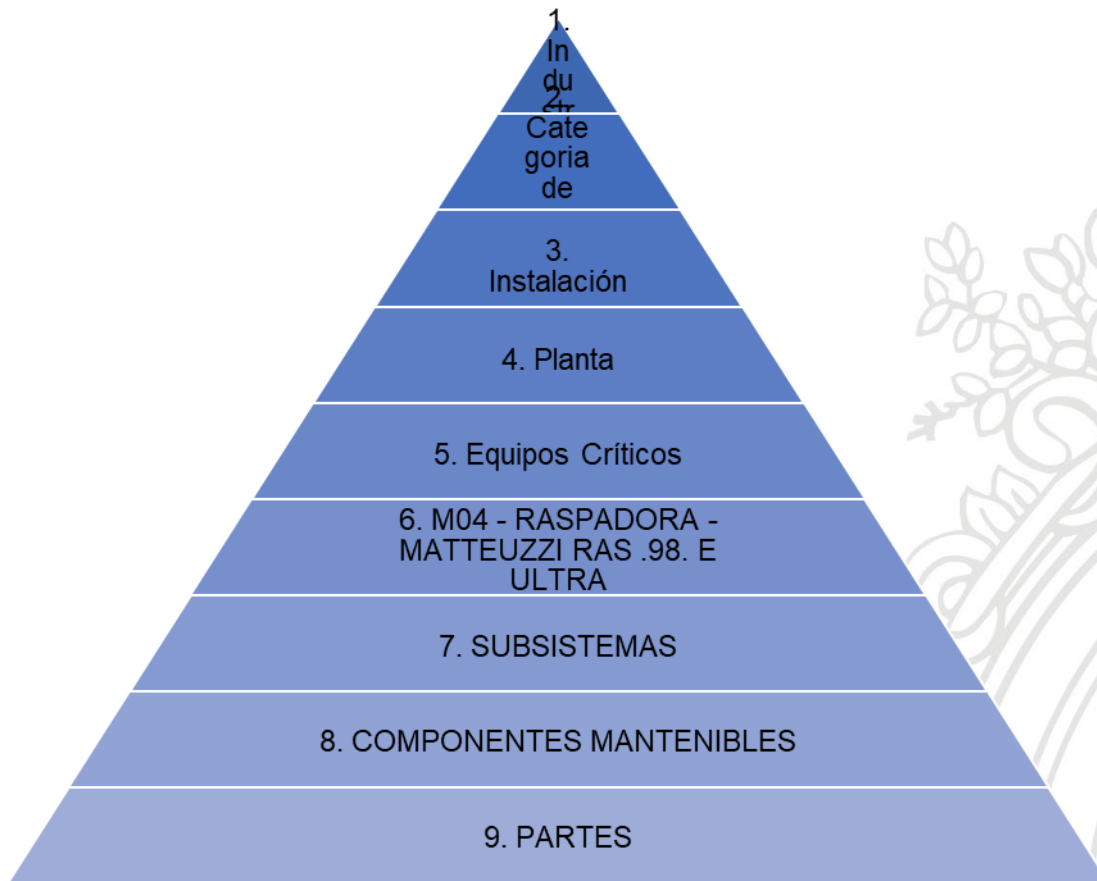 1.
In
du
2.
Cate
goria
de
3.
Instalación
4. Planta
5. Equipos Críticos
6. M04 - RASPADORA -
MATTEUZZI RAS .98. E
ULTRA
7. SUBSISTEMAS
8. COMPONENTES MANTENIBLES
9. PARTES